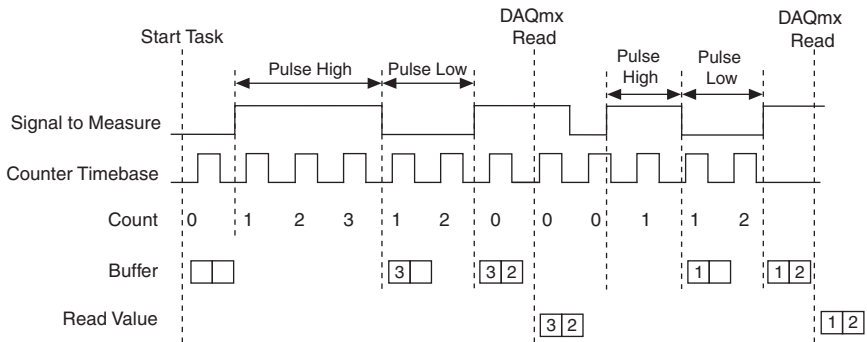 DAQmx
Read
DAQmx
Read
Start Task
Pulse High
Pulse Low
Pulse
High
Pulse
Low
Signal to Measure
Counter Timebase
Count 0 1 2 3 1 2 0 0 0 1 1 2
Buffer 3 3 2 1 1 2
Read Value 3 2 1 2